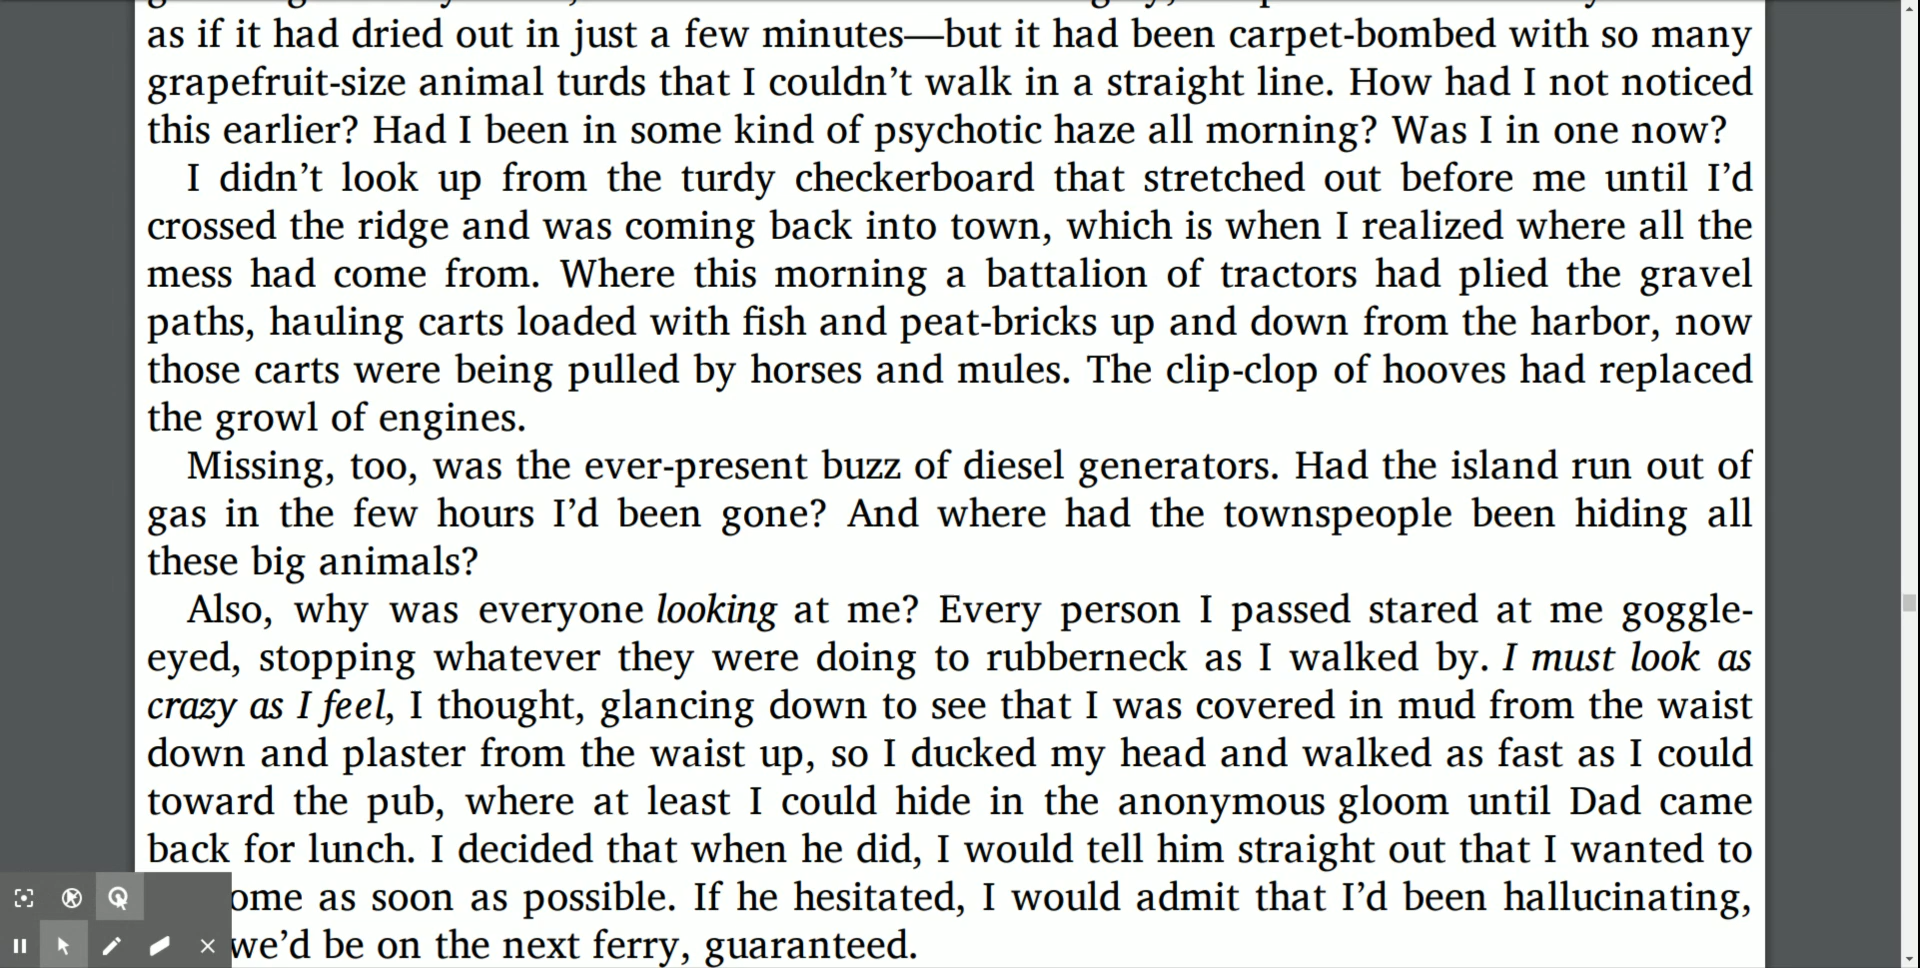 as if it had dried out in just a few minutes—but it had been carpet-bombed with so many
grapefruit-size animal turds that I couldn’t walk in a straight line. How had I not noticed
this earlier? Had I been in some kind of psychotic haze all morning? Was I in one now?
I didn’t look up from the turdy checkerboard that stretched out before me until I’d
crossed the ridge and was coming back into town, which is when I realized where all the
mess had come from. Where this morning a battalion of tractors had plied the gravel
paths, hauling carts loaded with fish and peat-bricks up and down from the harbor, now
those carts were being pulled by horses and mules. The clip-clop of hooves had replaced
the growl of engines.
Missing, too, was the ever-present buzz of diesel generators. Had the island run out of
gas in the few hours I’d been gone? And where had the townspeople been hiding all
these big animals?
Also, why was everyone looking at me? Every person I passed stared at me goggle-
eyed, stopping whatever they were doing to rubberneck as I walked by. I must look as
crazy as I feel, I thought, glancing down to see that I was covered in mud from the waist
down and plaster from the waist up, so I ducked my head and walked as fast as I could
toward the pub, where at least I could hide in the anonymous gloom until Dad came
back for lunch. I decided that when he did, I would tell him straight out that I wanted to
ome as soon as possible. If he hesitated, I would admit that I’d been hallucinating,
we’d be on the next ferry, guaranteed.